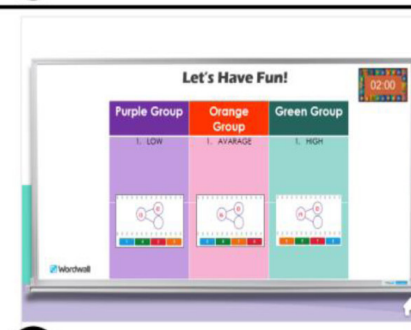 Let's Have Fun!
02:00
Purple Group
Orange
Group
Green Group
1. LOW
1. AVARAGE
1. HIGH
Wordwall